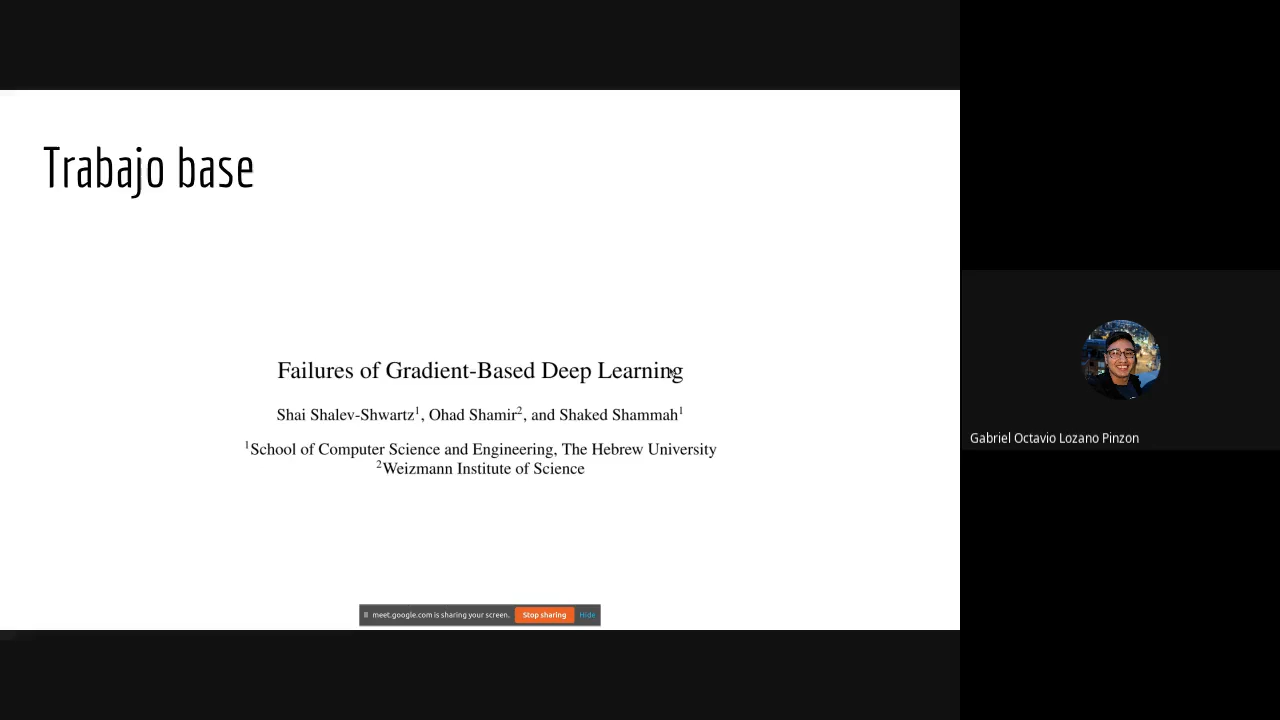 Trabajo base
Failures of Gradient-Based Deep Learning
Shai Shalev-Shwartz¹, Ohad Shamir², and Shaked Shammah¹
¹School of Computer Science and Engineering, The Hebrew University
²Weizmann Institute of Science
meet.google.com is sharing your screen. Stop sharing Hide
Gabriel Octavio Lozano Pinzon